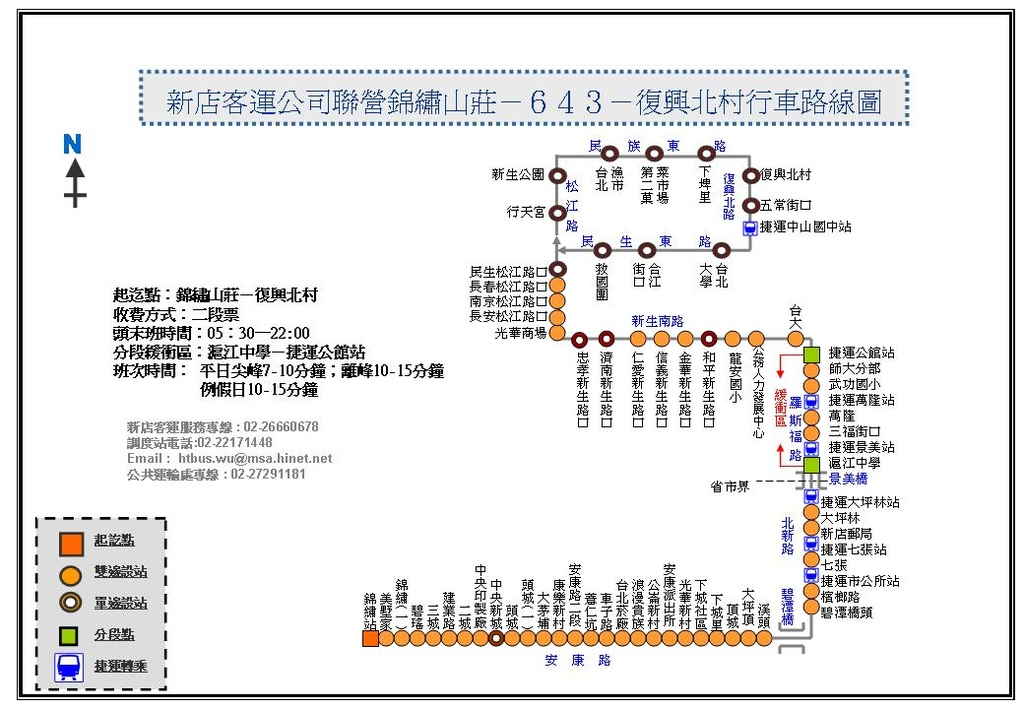 新店客運公司聯營錦繡山莊－６４３－復興北村行車路線圖
N
民族東路
台北漁市
第二菓菜市場
下埤里
新生公園
松江路
行天宮
復興北路
復興北村
五常街口
捷運中山國中站
民生東路
救國團
合江街口
台北大學
民生松江路口
長春松江路口
南京松江路口
長安松江路口
光華商場
新生南路
忠孝新生路口
濟南新生路口
仁愛新生路口
信義新生路口
金華新生路口
和平新生路口
龍安國小
公務人力發展中心
台大
起迄點：錦繡山莊－復興北村
收費方式：二段票
頭末班時間：05：30—22:00
分段緩衝區：滬江中學－捷運公館站
班次時間： 平日尖峰7-10分鐘；離峰10-15分鐘
例假日10-15分鐘
新店客運服務專線：02-26660678
調度站電話:02-22171448
Email： htbus.wu@msa.hinet.net
公共運輸處專線：02-27291181
捷運公館站
師大分部
武功國小
捷運萬隆站
萬隆
三福街口
捷運景美站
滬江中學
緩衝區
羅斯福路
景美橋
省市界
捷運大坪林站
大坪林
新店郵局
捷運七張站
七張
捷運市公所站
檳榔路
碧潭橋頭
北新路
碧潭橋
起訖點
雙邊設站
單邊設站
分段點
捷運轉乘
錦繡站
美墅家
錦繡(一)
碧瑤
三城
建業路
二城
中央印製廠
中央新城
頭城
頭城(一)
大茅埔
康樂新村
安康路二段
薏仁坑
車子路
台北菸廠
浪漫貴族
公崙新村
安康派出所
光華新村
下城社區
下城里
頂城
大坪頂
溪頭
安康路